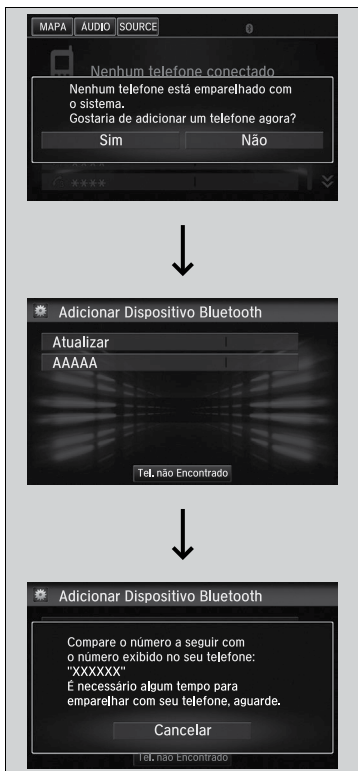 MAPA ÁUDIO SOURCE
Nenhum telefone conectado
Nenhum telefone está emparelhado com
o sistema.
Gostaria de adicionar um telefone agora?
Sim Não
****
****
Adicionar Dispositivo Bluetooth
Atualizar
AAAAA
Tel. não Encontrado
Adicionar Dispositivo Bluetooth
Compare o número a seguir com
o número exibido no seu telefone:
"XXXXXX"
É necessário algum tempo para
emparelhar com seu telefone, aguarde.
Cancelar
Tel. não Encontrado